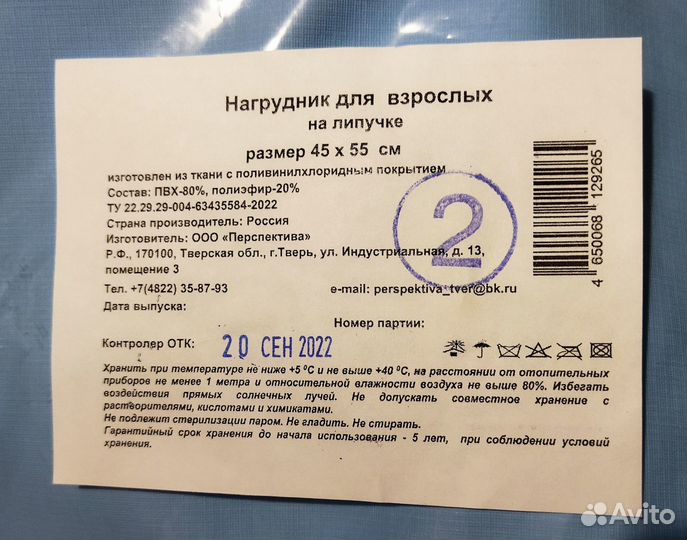 Нагрудник для взрослых
на липучке
размер 45 х 55 см
изготовлен из ткани с поливинилхлоридным покрытием
Состав: ПВХ-80%, полиэфир-20%
ТУ 22.29.29-004-63435584-2022
Страна производитель: Россия
Изготовитель: ООО «Перспектива»
Р.Ф., 170100, Тверская обл., г.Тверь, ул. Индустриальная, д. 13,
помещение 3
Тел. +7(4822) 35-87-93 e-mail: perspektiva_tver@bk.ru
Дата выпуска:
Номер партии:
Контролер ОТК: 20 СЕН 2022
Хранить при температуре не ниже +5 ⁰С и не выше +40 ⁰С, на расстоянии от отопительных
приборов не менее 1 метра и относительной влажности воздуха не выше 80%. Избегать
воздействия прямых солнечных лучей. Не допускать совместное хранение с
растворителями, кислотами и химикатами.
Не подлежит стерилизации паром. Не гладить. Не стирать.
Гарантийный срок хранения до начала использования - 5 лет, при соблюдении условий
хранения.
2
4 650068 129265
Avito